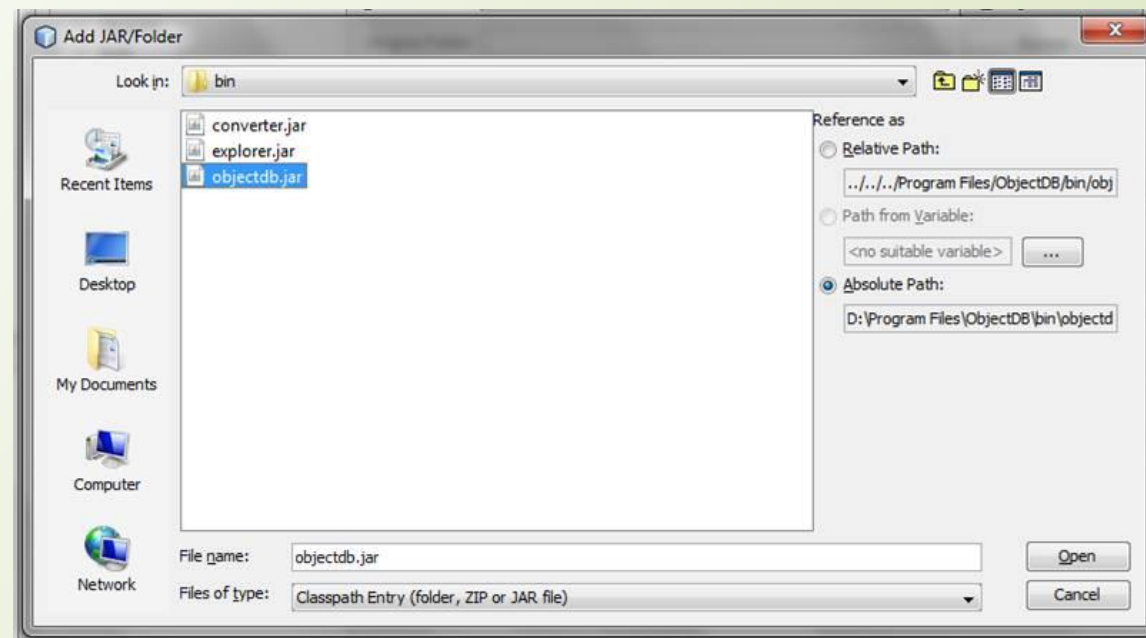 Add JAR/Folder
Look in:
bin
Recent Items
Desktop
My Documents
Computer
Network
converter.jar
explorer.jar
objectdb.jar
Reference as
Relative Path:
../../../Program Files/ObjectDB/bin/obj
Path from Variable:
<no suitable variable>
...
Absolute Path:
D:\Program Files\ObjectDB\bin\objectd
File name:
objectdb.jar
Open
Files of type:
Classpath Entry (folder, ZIP or JAR file)
Cancel